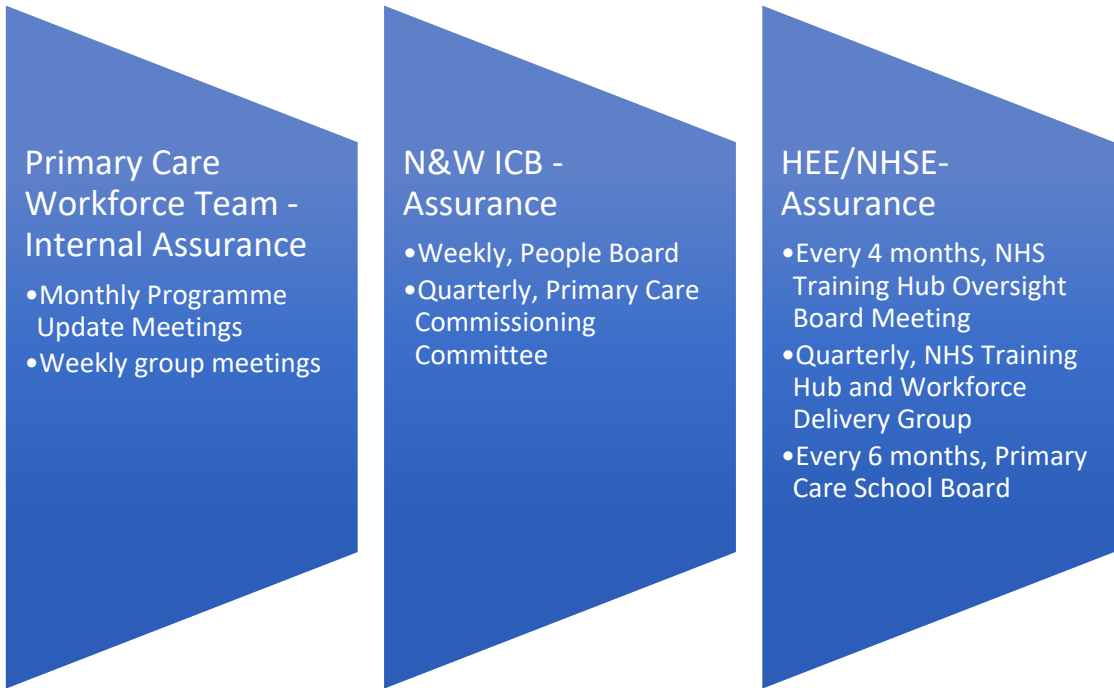 Primary Care
Workforce Team -
Internal Assurance
•Monthly Programme
Update Meetings
•Weekly group meetings
N&W ICB -
Assurance
•Weekly, People Board
•Quarterly, Primary Care
Commissioning
Committee
HEE/NHSE-
Assurance
•Every 4 months, NHS
Training Hub Oversight
Board Meeting
•Quarterly, NHS Training
Hub and Workforce
Delivery Group
•Every 6 months, Primary
Care School Board